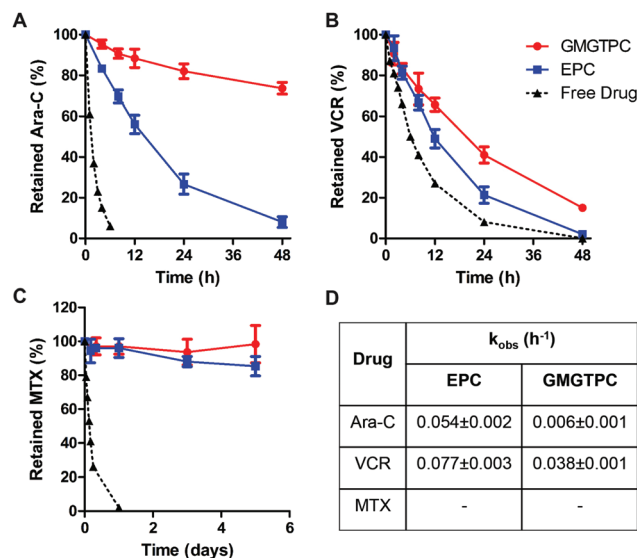 A
Retained Ara-C (%)
100
80
60
40
20
0
0 12 24 36 48
Time (h)
B
Retained VCR (%)
100
80
60
40
20
0
0 12 24 36 48
Time (h)
GMGTPC
EPC
Free Drug
C
Retained MTX (%)
120
100
80
60
40
20
0
0 2 4 6
Time (days)
D
Drug kobs (h-1)
EPC GMGTPC
Ara-C 0.054±0.002 0.006±0.001
VCR 0.077±0.003 0.038±0.001
MTX - -